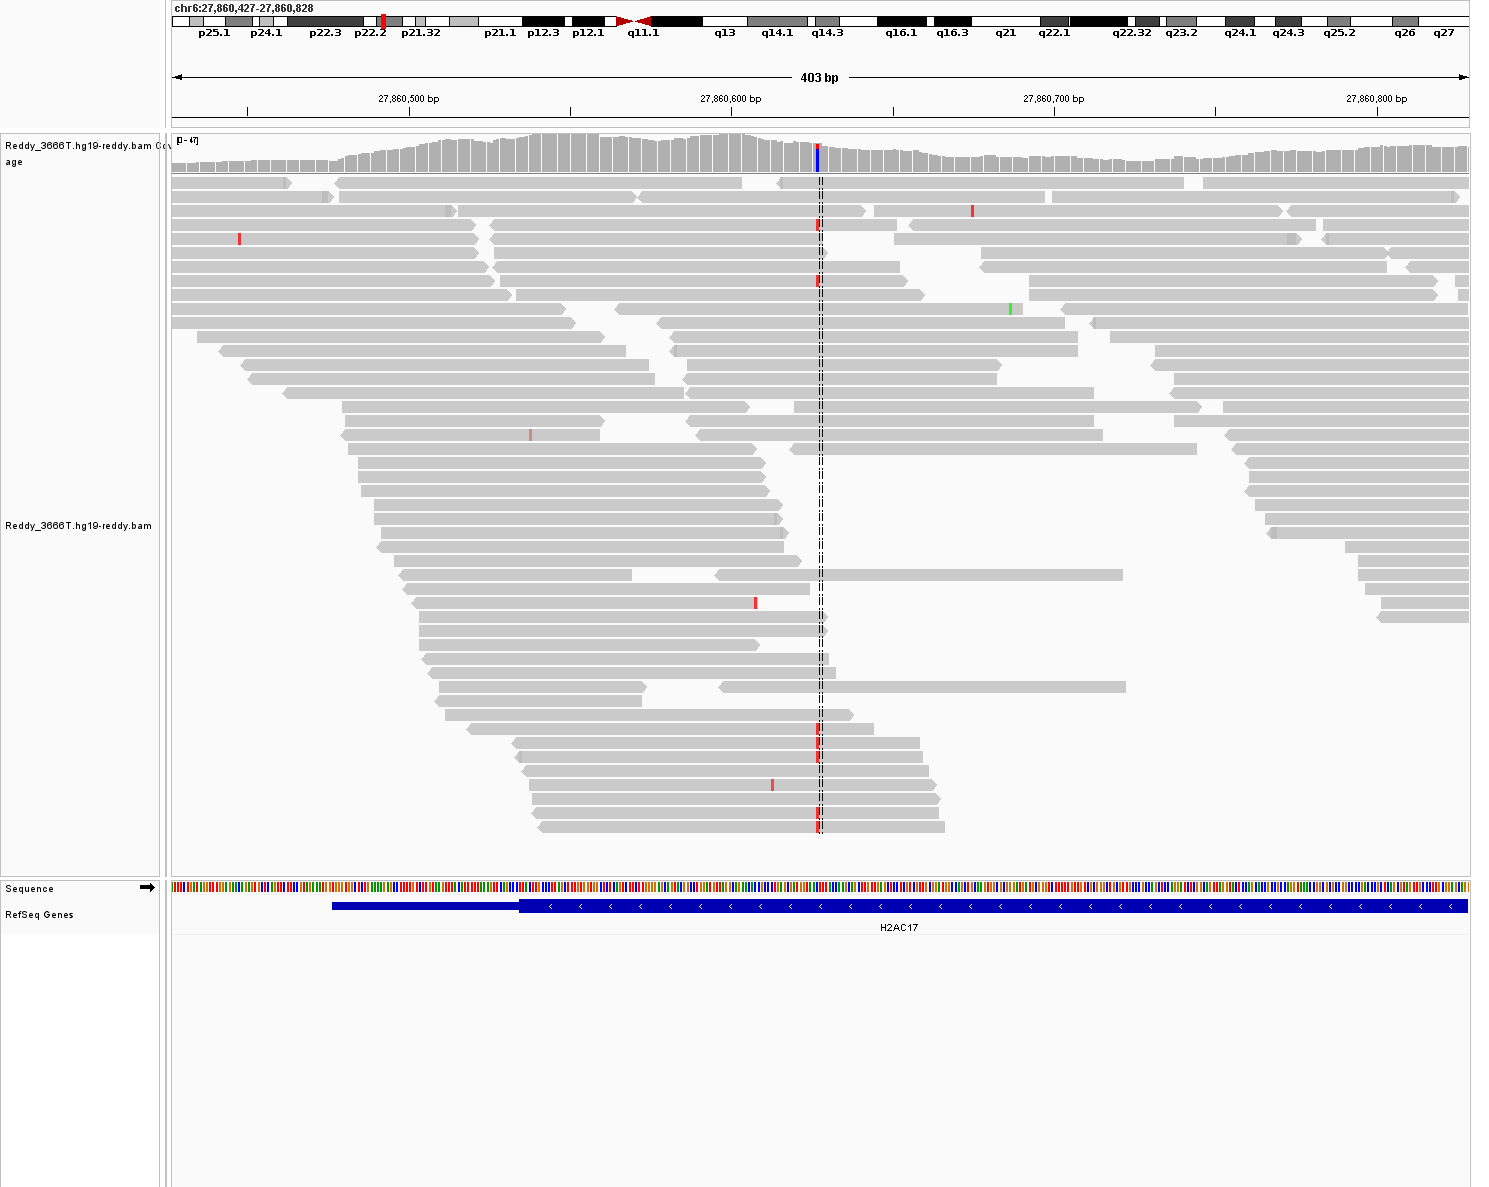 chr6:27,860,427-27,860,828
p25.1 p24.1 p22.3 p22.2 p21.32 p21.1 p12.3 p12.1 q11.1 q13 q14.1 q14.3 q16.1 q16.3 q21 q22.1 q22.32 q23.2 q24.1 q24.3 q25.2 q26 q27
403 bp
27,860,500 bp 27,860,600 bp 27,860,700 bp 27,860,800 bp
[0 - 47]
Reddy_3666T.hg19-reddy.bam Cov
age
Reddy_3666T.hg19-reddy.bam
Sequence
RefSeq Genes
H2AC17